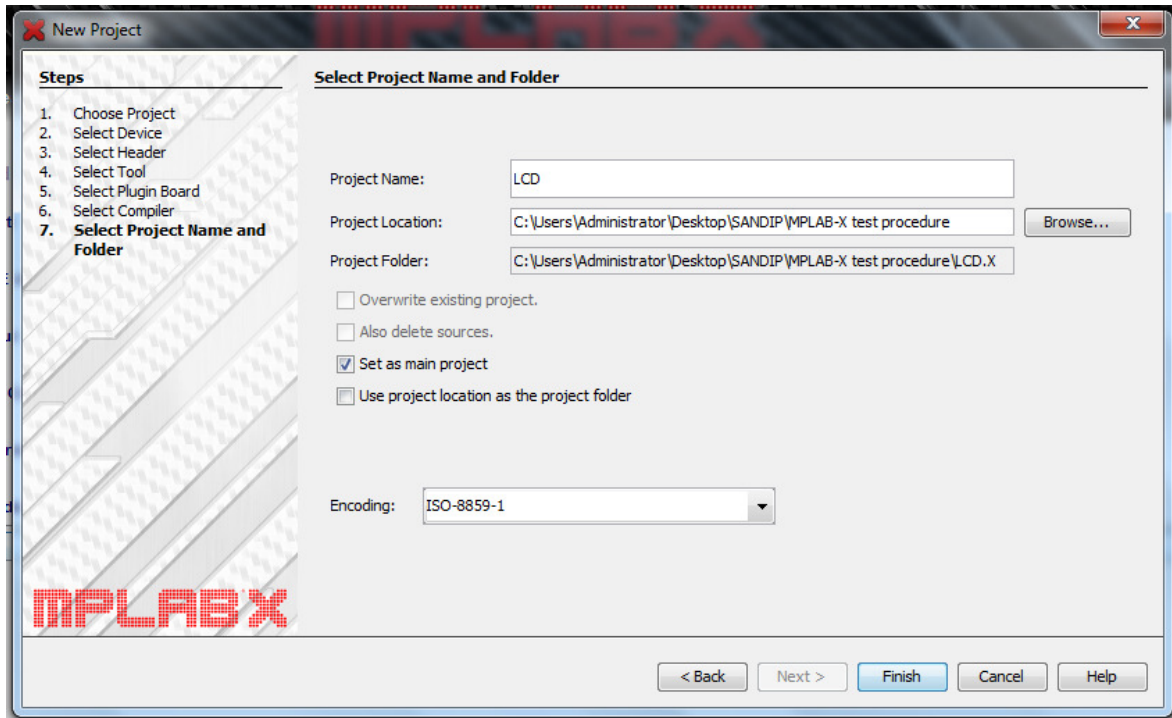 New Project
Steps
1. Choose Project
2. Select Device
3. Select Header
4. Select Tool
5. Select Plugin Board
6. Select Compiler
7. Select Project Name and
Folder
MPLAB X
Select Project Name and Folder
Project Name: LCD
Project Location: C:\Users\Administrator\Desktop\SANDIP\MPLAB-X test procedure Browse...
Project Folder: C:\Users\Administrator\Desktop\SANDIP\MPLAB-X test procedure\LCD.X
Overwrite existing project.
Also delete sources.
Set as main project
Use project location as the project folder
Encoding: ISO-8859-1
< Back Next > Finish Cancel Help